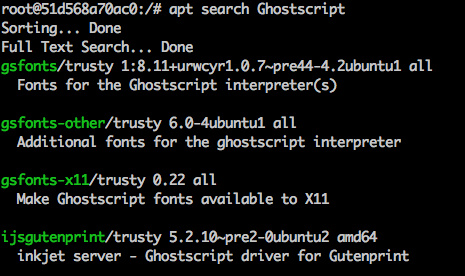 root@51d568a70ac0:/# apt search Ghostscript
Sorting... Done
Full Text Search... Done
gsfonts/trusty 1:8.11+urwcyr1.0.7~pre44-4.2ubuntu1 all
  Fonts for the Ghostscript interpreter(s)

gsfonts-other/trusty 6.0-4ubuntu1 all
  Additional fonts for the ghostscript interpreter

gsfonts-x11/trusty 0.22 all
  Make Ghostscript fonts available to X11

ijsgutenprint/trusty 5.2.10~pre2-0ubuntu2 amd64
  inkjet server - Ghostscript driver for Gutenprint